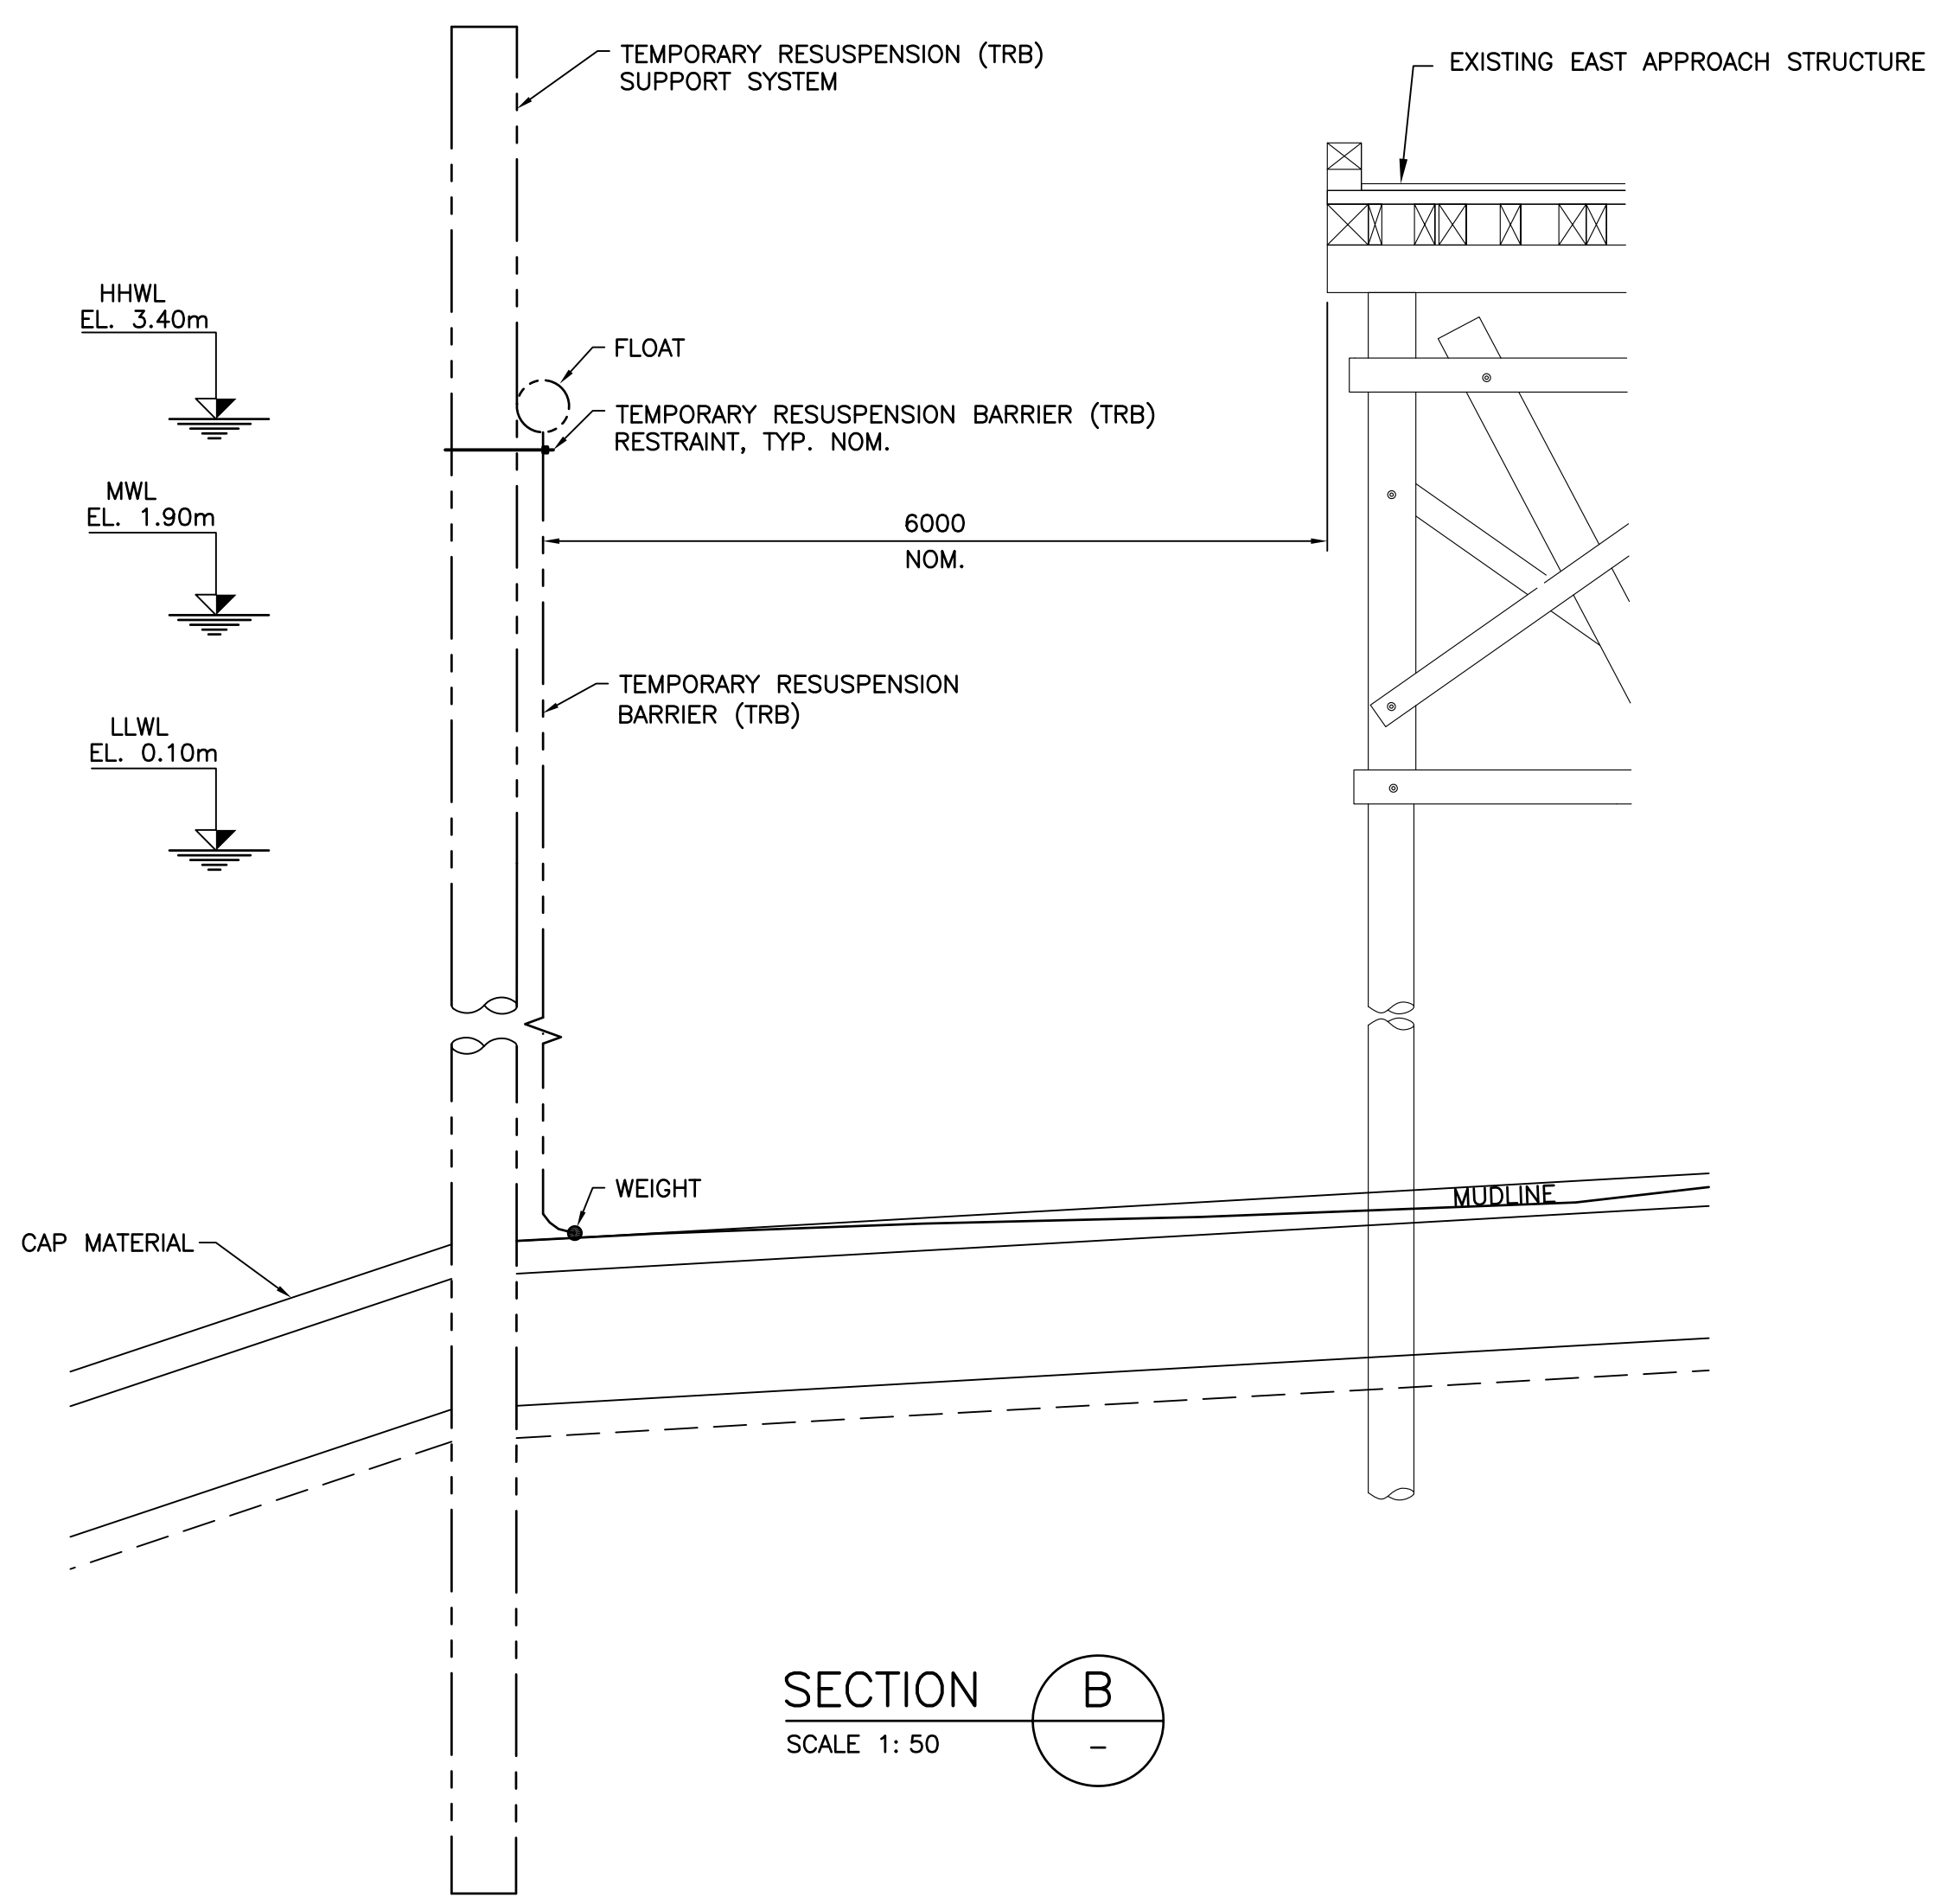 TEMPORARY RESUSPENSION (TRB)
SUPPORT SYSTEM
EXISTING EAST APPROACH STRUCTURE
HHWL
EL. 3.40m
FLOAT
TEMPORARY RESUSPENSION BARRIER (TRB)
RESTRAINT, TYP. NOM.
MWL
EL. 1.90m
6000
NOM.
TEMPORARY RESUSPENSION
BARRIER (TRB)
LLWL
EL. 0.10m
WEIGHT
MUDLINE
CAP MATERIAL
SECTION B
SCALE 1:50 -